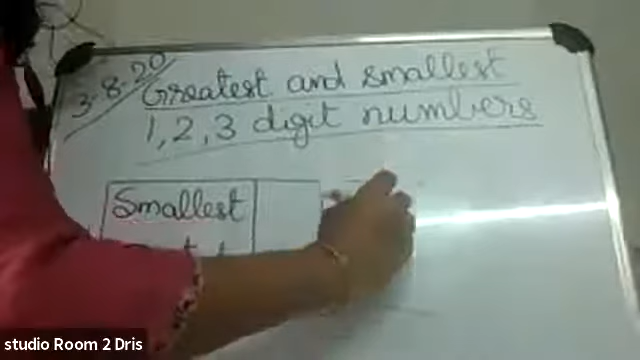 3-8-20
Greatest and smallest
1,2,3 digit numbers
Smallest
studio Room 2 Dris